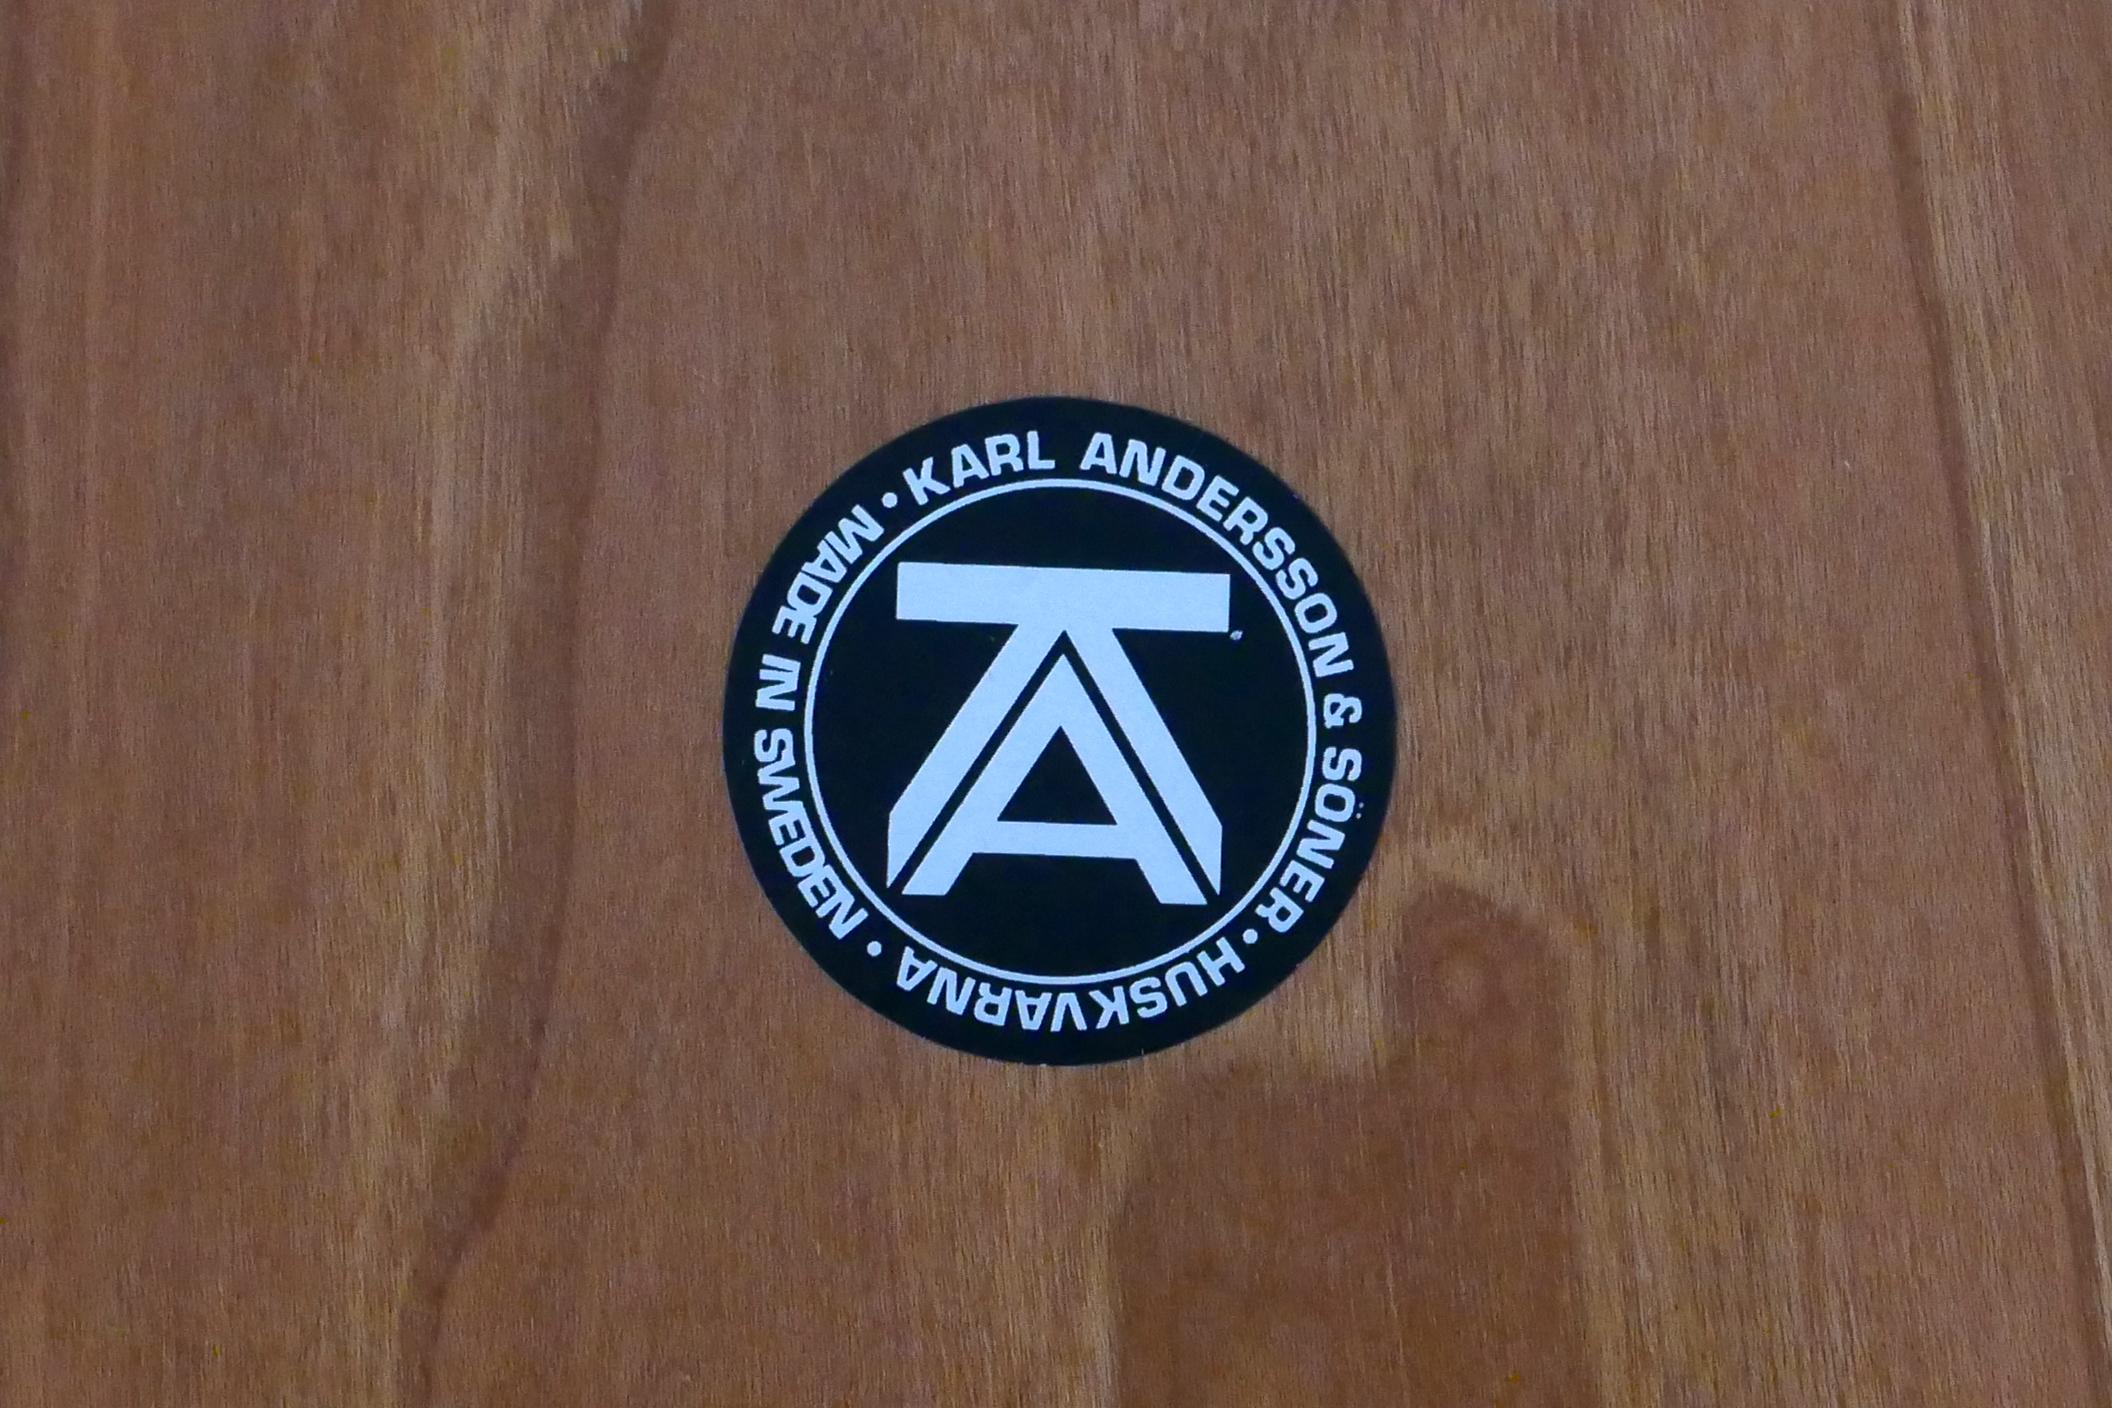 KARL ANDERSSON & SÖNER • HUSKVARNA • MADE IN SWEDEN •